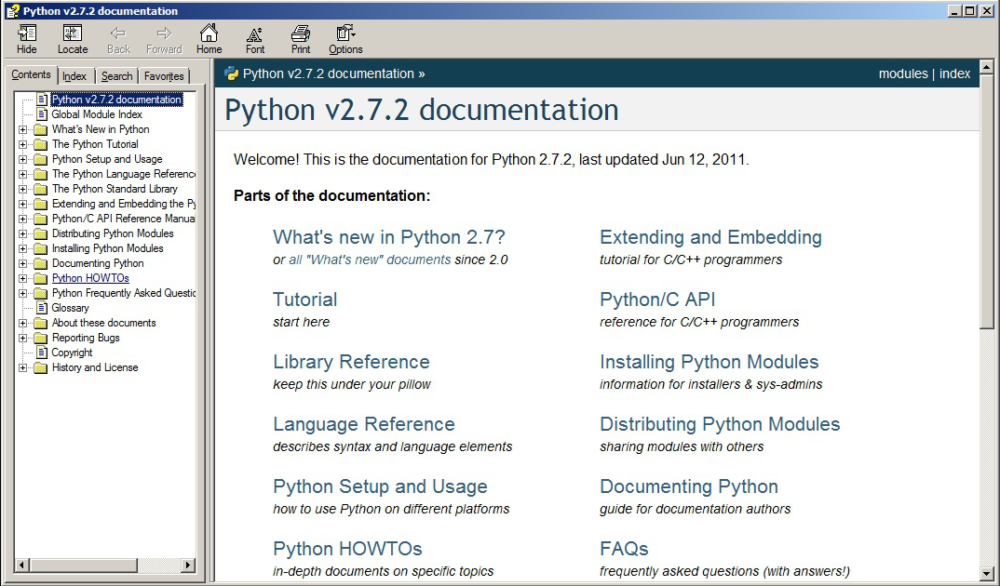 Python v2.7.2 documentation
Hide Locate Back Forward Home Font Print Options
Contents Index Search Favorites
Python v2.7.2 documentation
Global Module Index
What's New in Python
The Python Tutorial
Python Setup and Usage
The Python Language Reference
The Python Standard Library
Extending and Embedding the Py
Python/C API Reference Manua
Distributing Python Modules
Installing Python Modules
Documenting Python
Python HOWTOs
Python Frequently Asked Questic
Glossary
About these documents
Reporting Bugs
Copyright
History and License
Python v2.7.2 documentation »
modules | index
Python v2.7.2 documentation
Welcome! This is the documentation for Python 2.7.2, last updated Jun 12, 2011.
Parts of the documentation:
What's new in Python 2.7?
or all "What's new" documents since 2.0
Tutorial
start here
Library Reference
keep this under your pillow
Language Reference
describes syntax and language elements
Python Setup and Usage
how to use Python on different platforms
Python HOWTOs
in-depth documents on specific topics
Extending and Embedding
tutorial for C/C++ programmers
Python/C API
reference for C/C++ programmers
Installing Python Modules
information for installers & sys-admins
Distributing Python Modules
sharing modules with others
Documenting Python
guide for documentation authors
FAQs
frequently asked questions (with answers!)